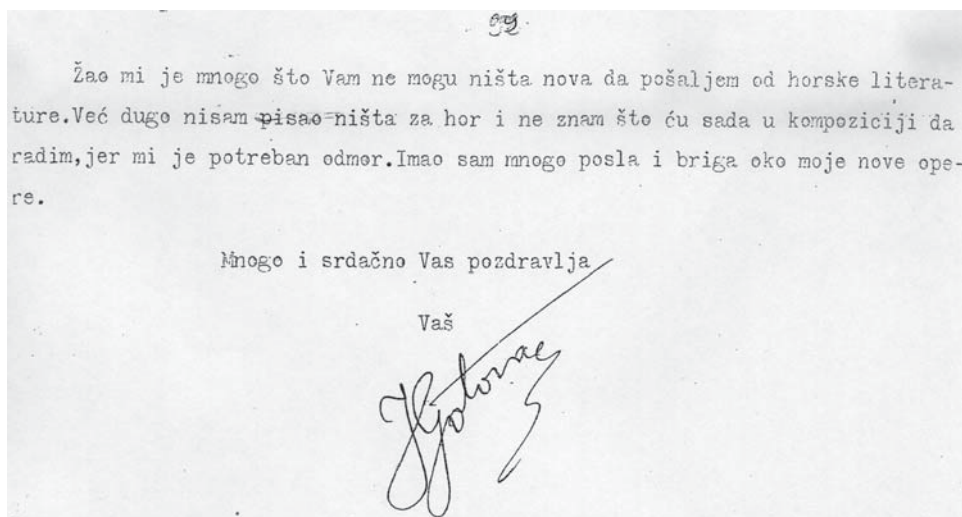 Žao mi je mnogo što Vam ne mogu ništa nova da pošaljem od horske litera-
ture.Već dugo nisam pisao ništa za hor i ne znam što ću sada u kompoziciji da
radim,jer mi je potreban odmor.Imao sam mnogo posla i briga oko moje nove ope-
re.
Mnogo i srdačno Vas pozdravlja
Vaš
JGotovac